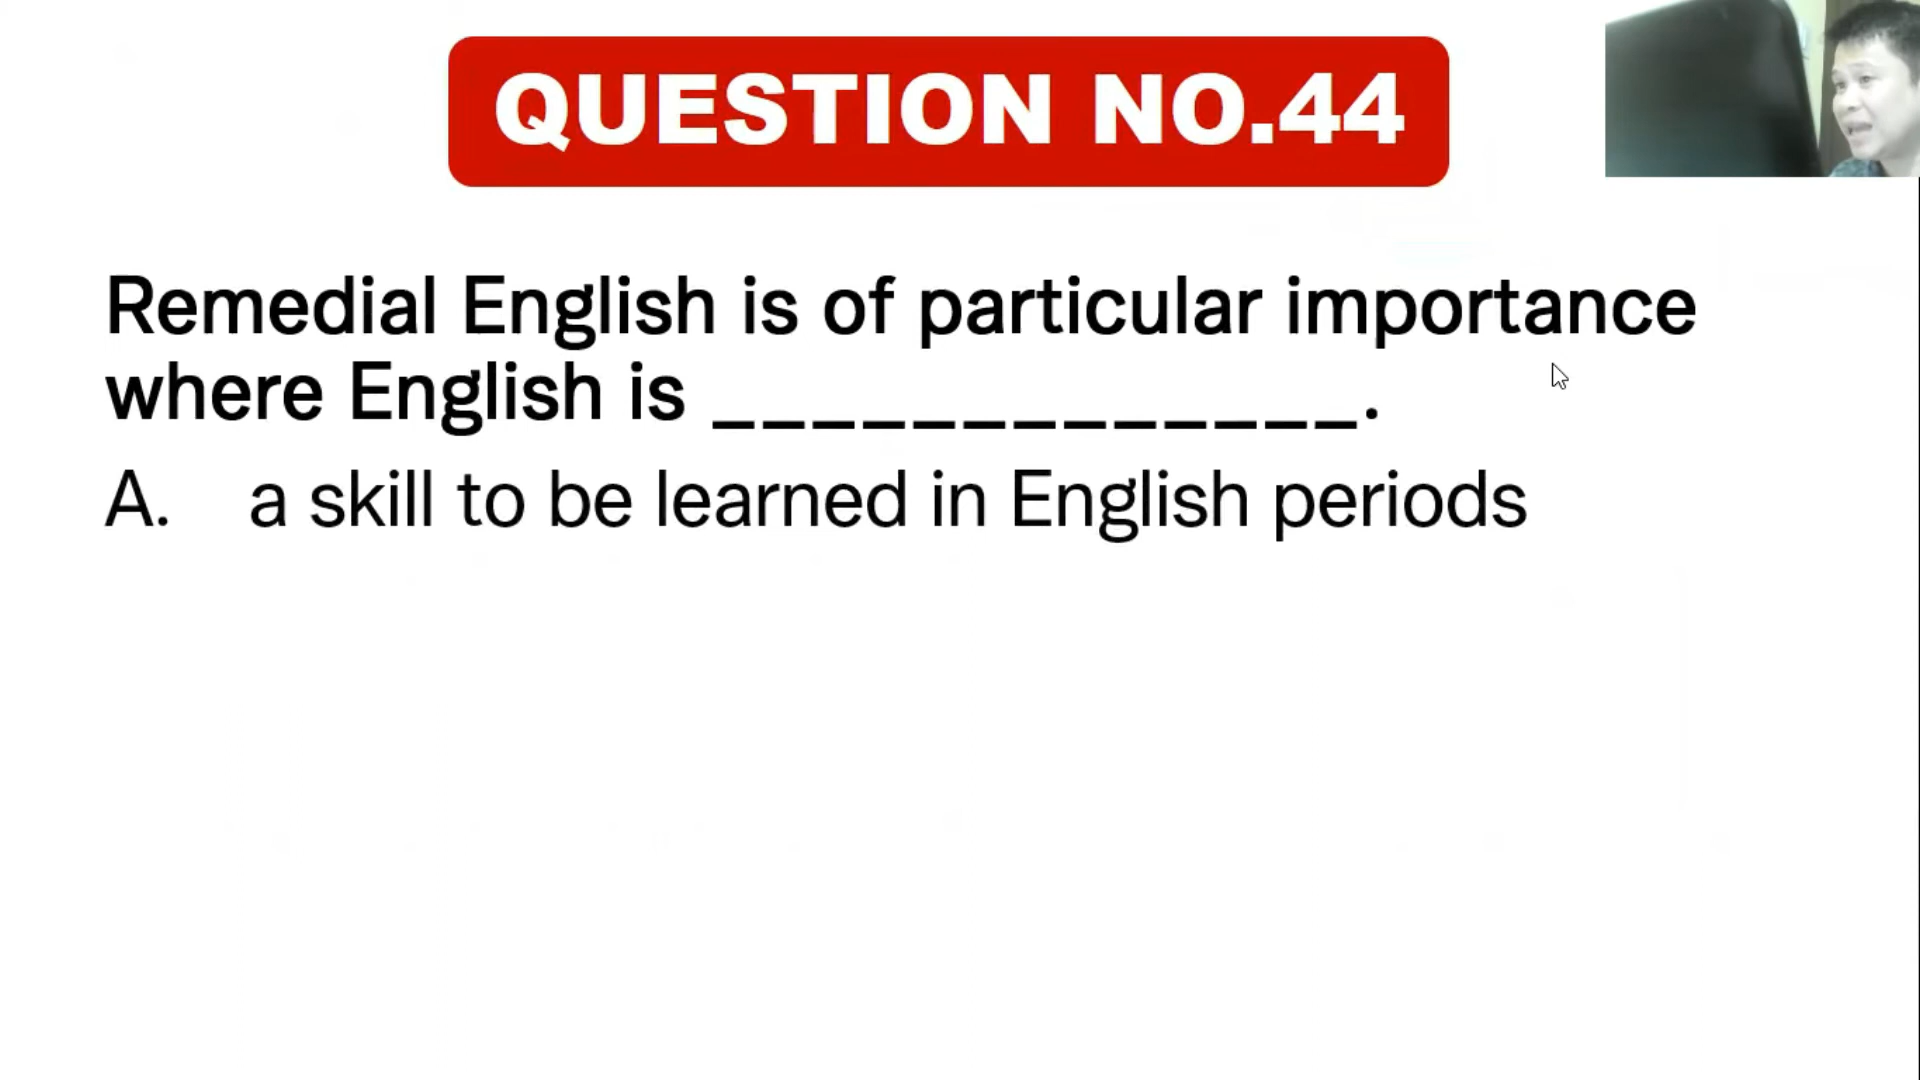 QUESTION NO.44
Remedial English is of particular importance
where English is _____________.
A. a skill to be learned in English periods